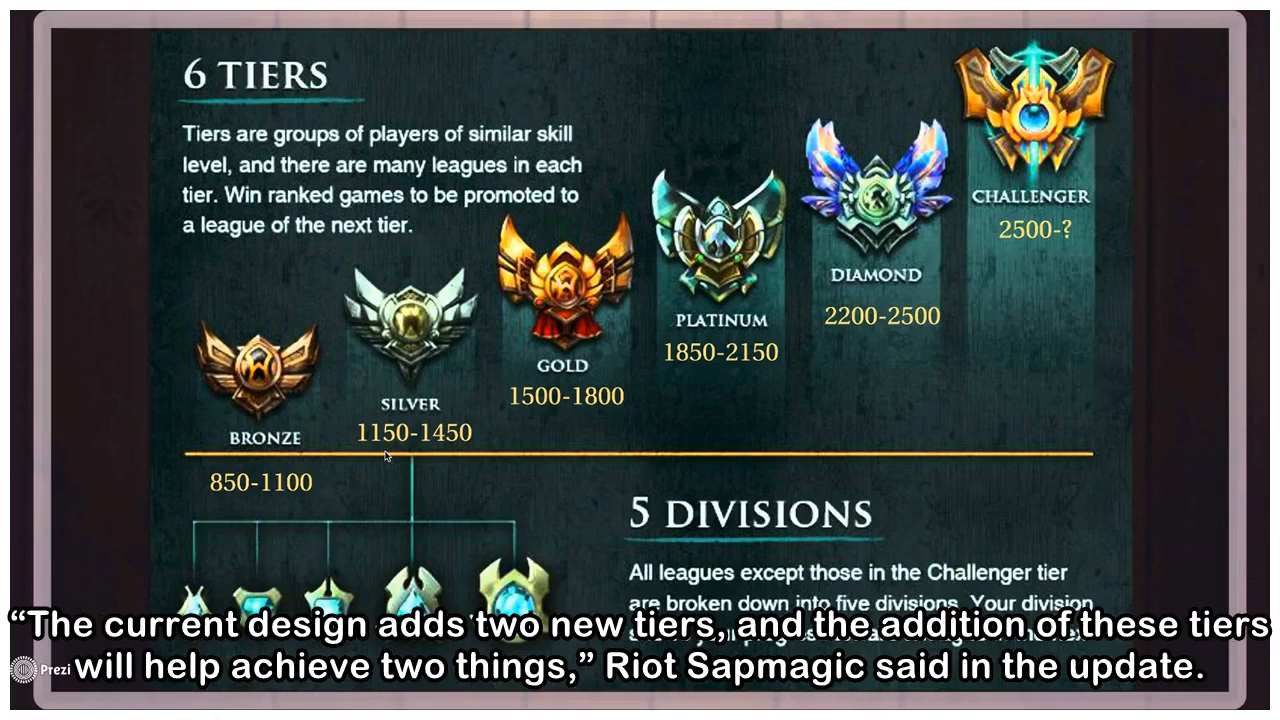 6 TIERS
Tiers are groups of players of similar skill
level, and there are many leagues in each
tier. Win ranked games to be promoted to
a league of the next tier.
CHALLENGER
2500-?
DIAMOND
2200-2500
PLATINUM
1850-2150
GOLD
1500-1800
SILVER
1150-1450
BRONZE
850-1100
5 DIVISIONS
All leagues except those in the Challenger tier
are broken down into five divisions. Your division
“The current design adds two new tiers, and the addition of these tiers
will help achieve two things,” Riot Sapmagic said in the update.
Prezi